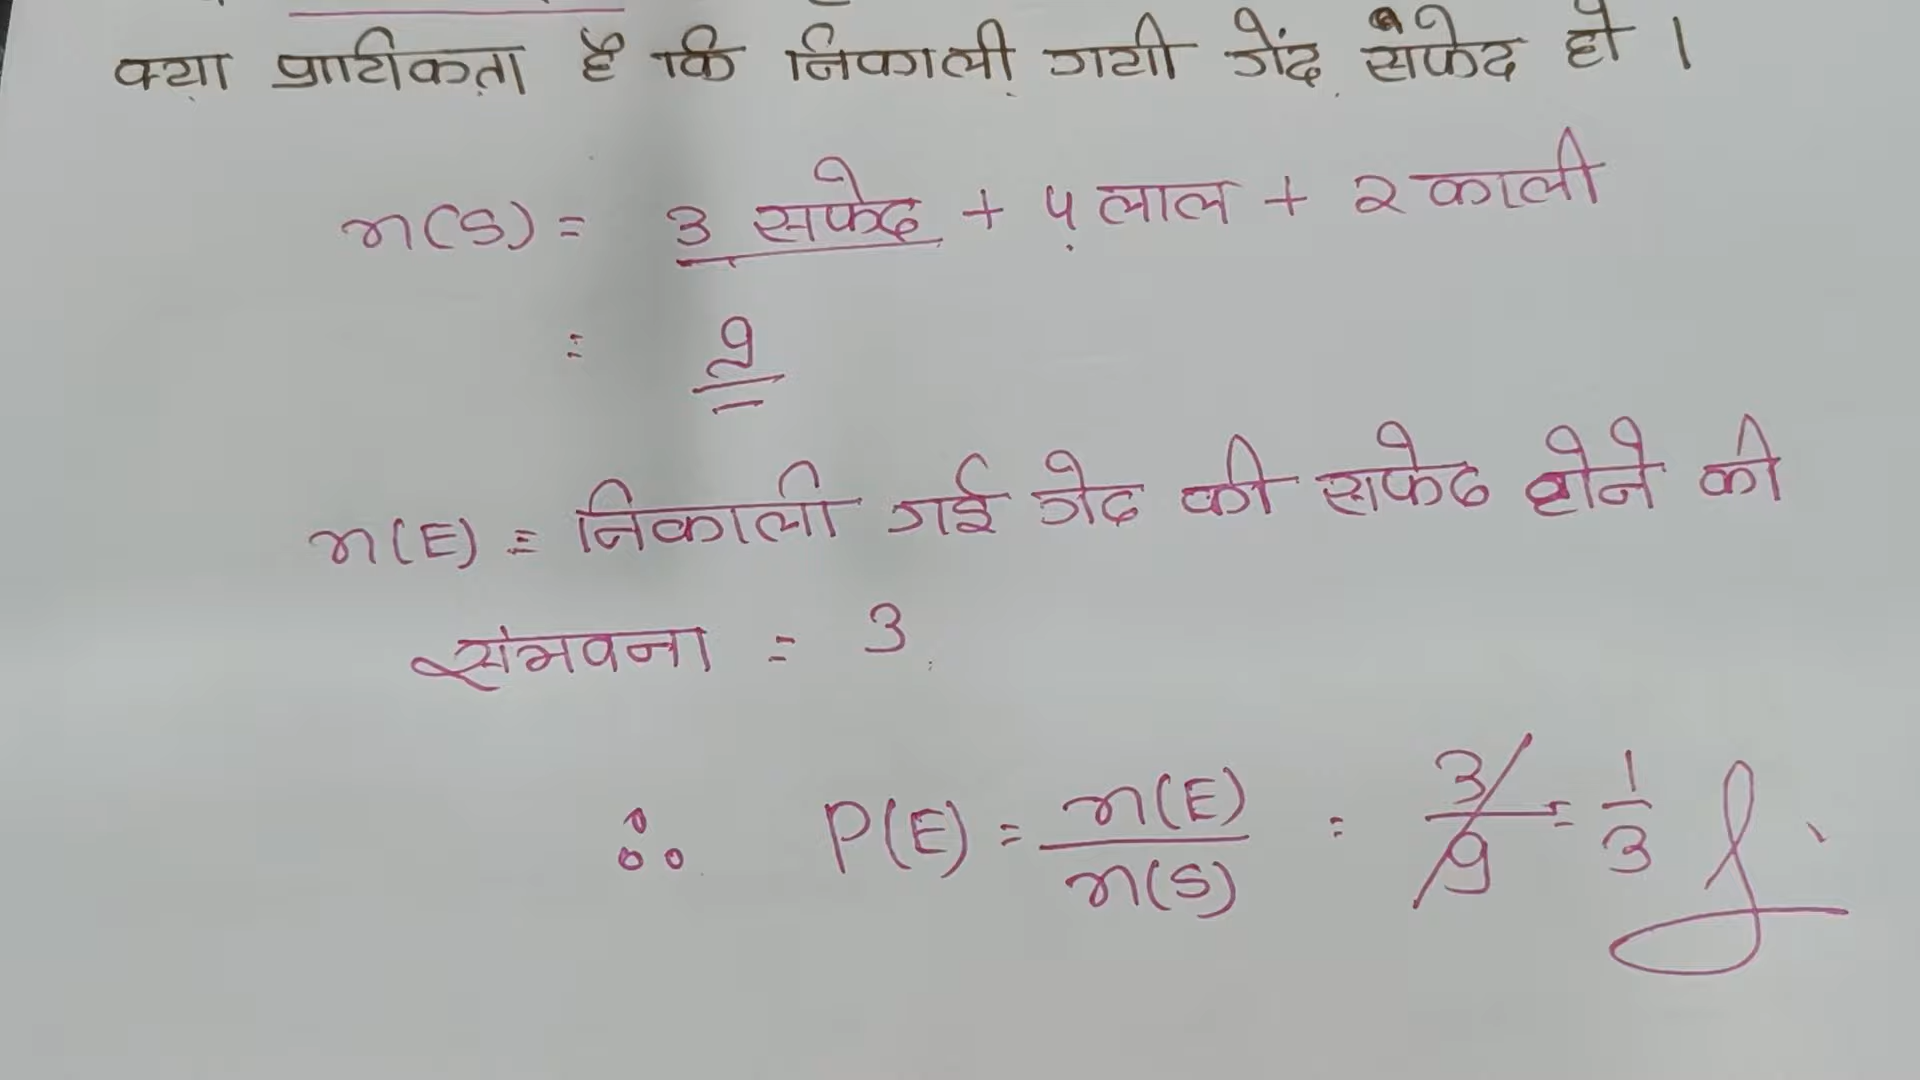 क्या प्रायिकता है कि निकाली गयी गेंद सफेद हो ।
n(S) = 3 सफेद + 4 लाल + 2 काली
= 9
n(E) = निकाली गई गेद की सफेद होने की
संभवना = 3
∴ P(E) = n(E)/n(S) = 3/9 = 1/3